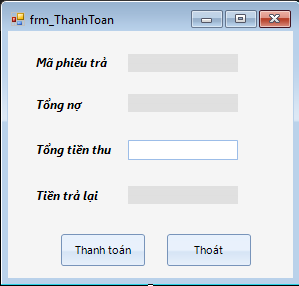 frm_ThanhToan
Mã phiếu trả
Tổng nợ
Tổng tiền thu
Tiền trả lại
Thanh toán
Thoát